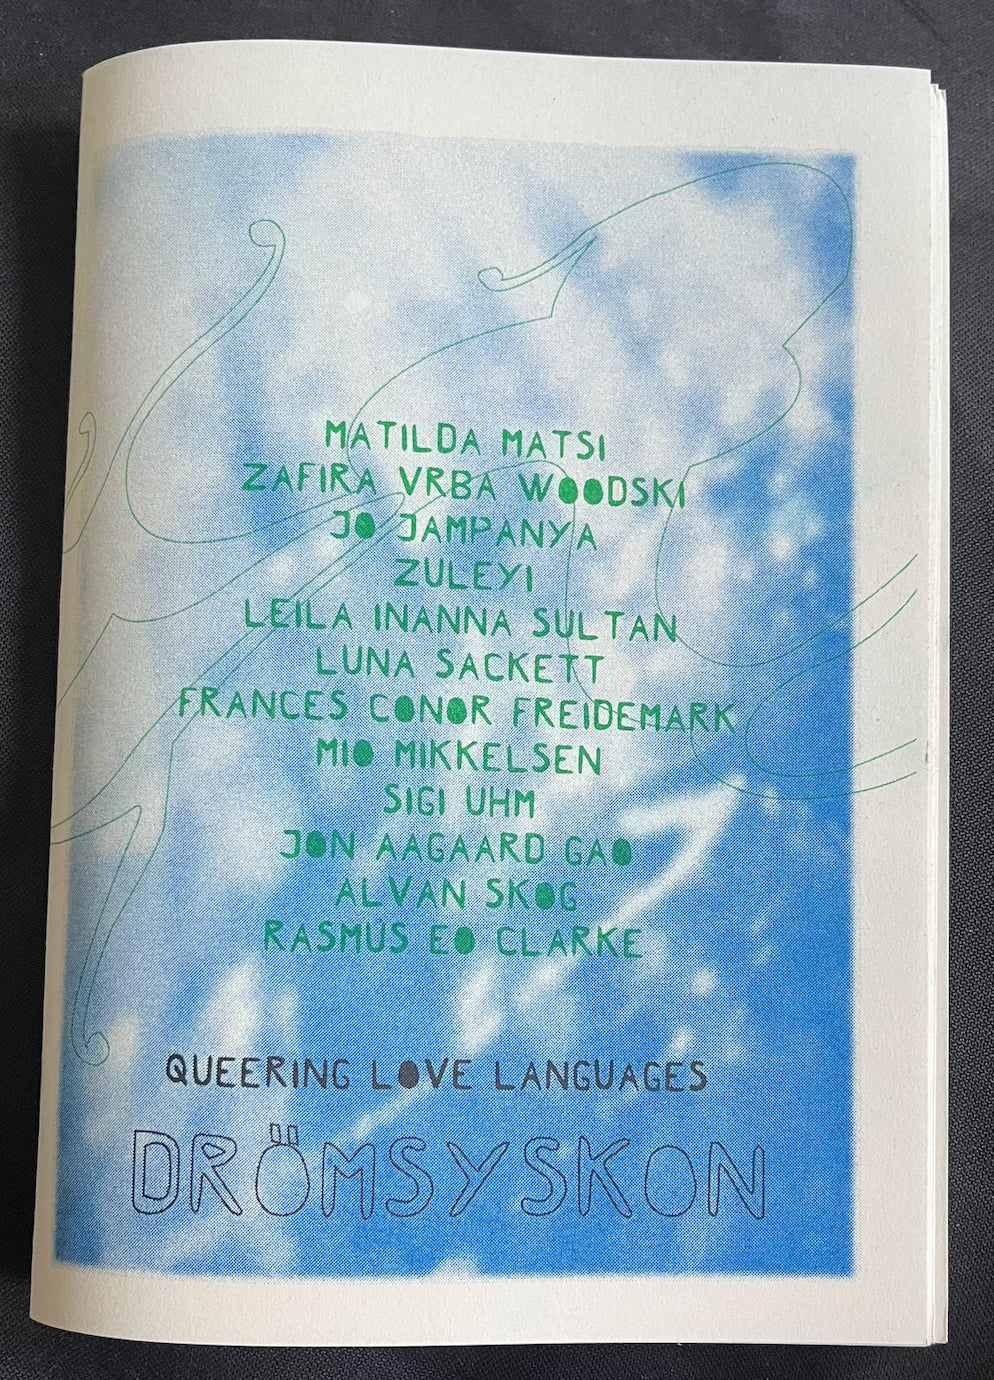 MATILDA MATSI
ZAFIRA VRBA WOODSKI
JO JAMPANYA
ZULEYI
LEILA INANNA SULTAN
LUNA SACKETT
FRANCES CONOR FREIDEMARK
MIO MIKKELSEN
SIGI UHM
JON AAGAARD GAO
ALVAN SKOG
RASMUS EO CLARKE
QUEERING LOVE LANGUAGES
DRÖMSYSKON